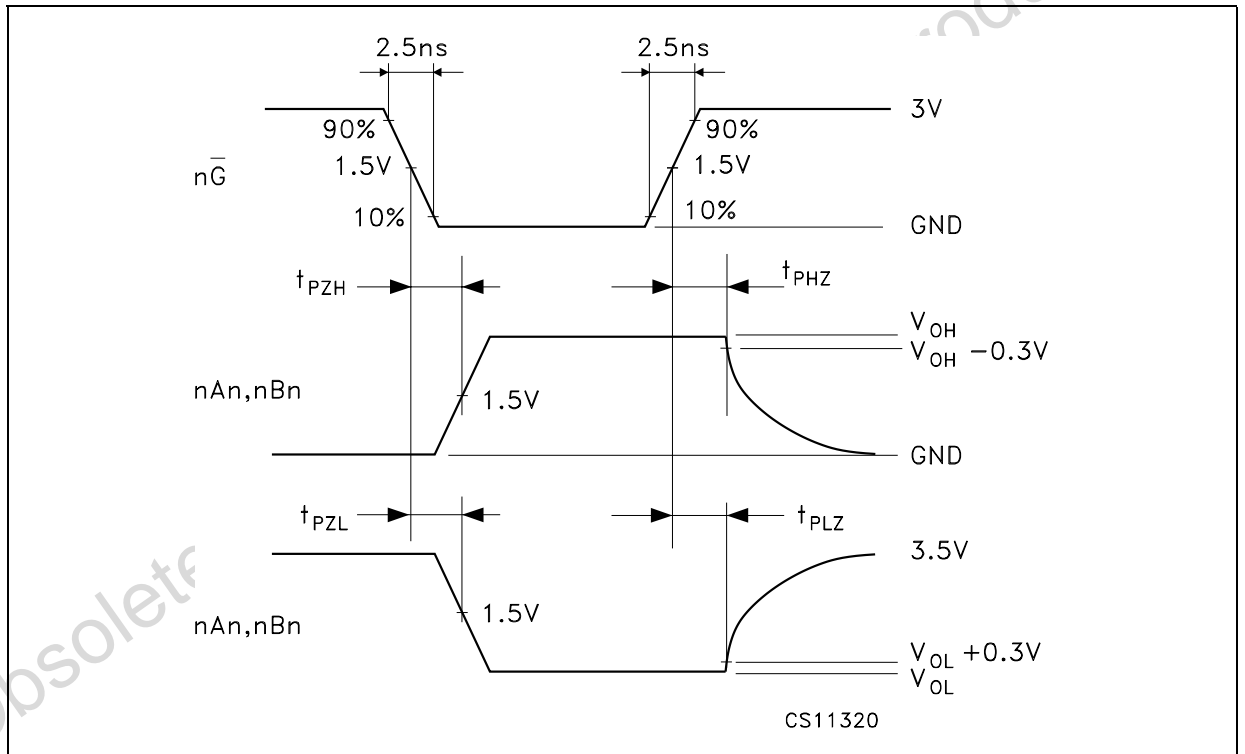 2.5ns 2.5ns
3V
90% 90%
1.5V 1.5V
nG̅
10% 10%
GND
tPZH tPHZ
VOH
VOH −0.3V
nAn,nBn
1.5V
GND
tPZL tPLZ
3.5V
1.5V
nAn,nBn
VOL +0.3V
VOL
CS11320